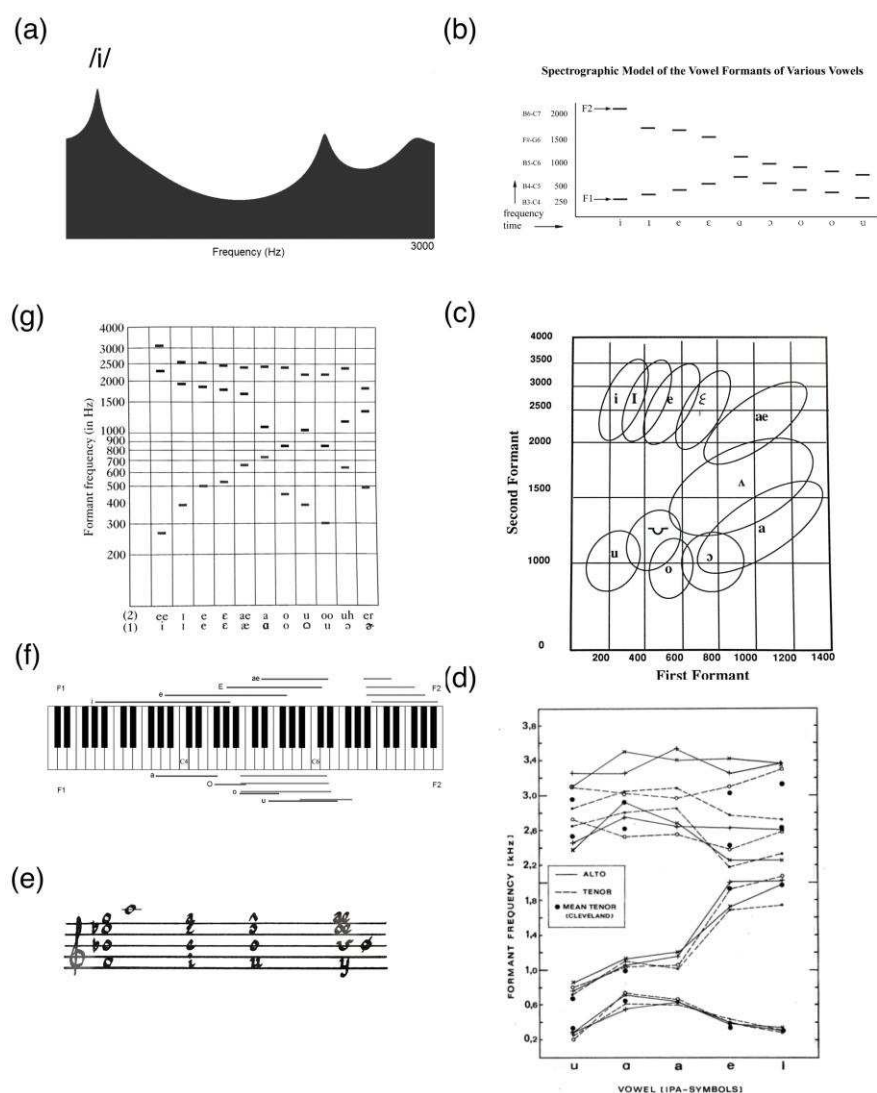 (a)
/i/
Frequency (Hz)
3000
(b)
Spectrographic Model of the Vowel Formants of Various Vowels
F2
B6-C7 2000
F#-G6 1500
B5-C6 1000
B4-C5 500
B3-C4 250
F1
frequency
time
i ɪ e ɛ ɑ ɔ o o u
(g)
Formant frequency (in Hz)
4000
3000
2500
2000
1500
1000
900
800
700
600
500
400
300
200
(2) ee ɪ e ɛ ae a o u oo uh er
(1) i ɪ e ɛ æ ɑ o ʊ u ɔ
(c)
Second Formant
4000
3500
3000
2500
2000
1500
1000
0
i I e ξ ae
ʌ
a
u o ɔ
200 400 600 800 1000 1200 1400
First Formant
(f)
ae
E
e
i
F1 F2
C4 C6
a
O
o
u
F1 F2
(d)
FORMANT FREQUENCY (kHz)
3,8
3,4
3,0
2,6
2,2
1,8
1,4
1,0
0,6
0,2
ALTO
TENOR
MEAN TENOR
(CLEVELAND)
u ɑ a e i
VOWEL [IPA-SYMBOLS]
(e)
i u y